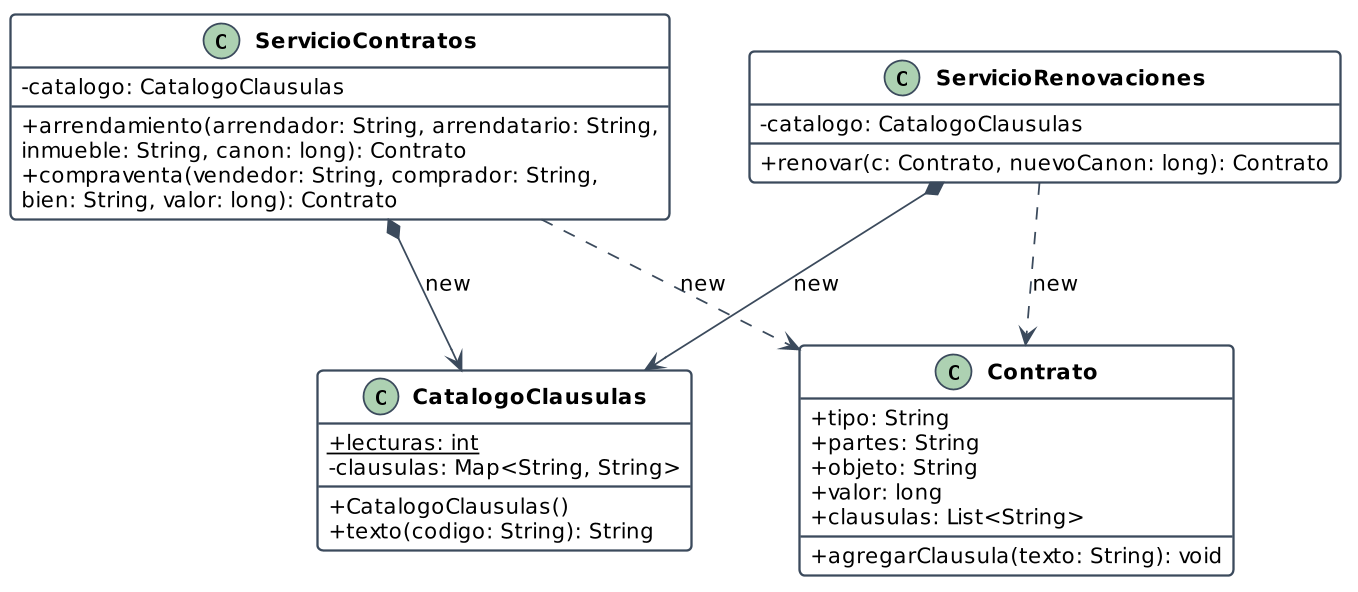 C ServicioContratos
-catalogo: CatalogoClausulas
+arrendamiento(arrendador: String, arrendatario: String,
inmueble: String, canon: long): Contrato
+compraventa(vendedor: String, comprador: String,
bien: String, valor: long): Contrato
C ServicioRenovaciones
-catalogo: CatalogoClausulas
+renovar(c: Contrato, nuevoCanon: long): Contrato
new
new
new
new
C CatalogoClausulas
+lecturas: int
-clausulas: Map<String, String>
+CatalogoClausulas()
+texto(codigo: String): String
C Contrato
+tipo: String
+partes: String
+objeto: String
+valor: long
+clausulas: List<String>
+agregarClausula(texto: String): void